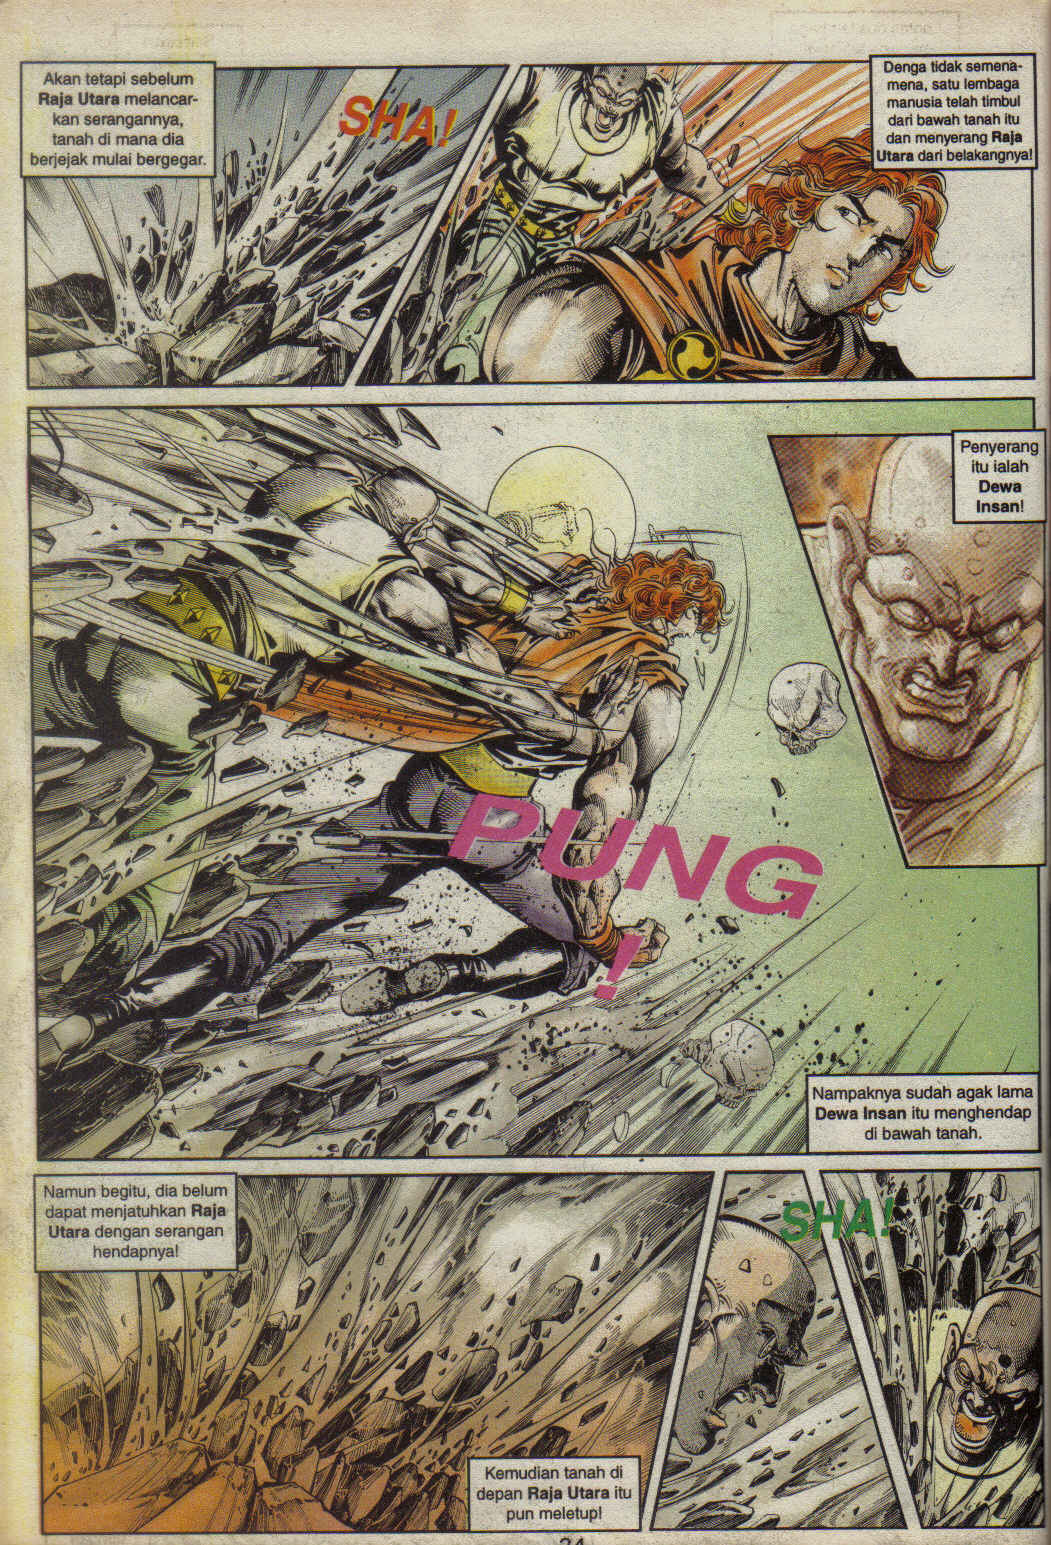 Akan tetapi sebelum
Raja Utara melancar-
kan serangannya,
tanah di mana dia
berjejak mulai bergegar.
SHA!
Denga tidak semena-
mena, satu lembaga
manusia telah timbul
dari bawah tanah itu
dan menyerang Raja
Utara dari belakangnya!
Penyerang
itu ialah
Dewa
Insan!
PUNG
!
Nampaknya sudah agak lama
Dewa Insan itu menghendap
di bawah tanah.
Namun begitu, dia belum
dapat menjatuhkan Raja
Utara dengan serangan
hendapnya!
SHA!
Kemudian tanah di
depan Raja Utara itu
pun meletup!
24